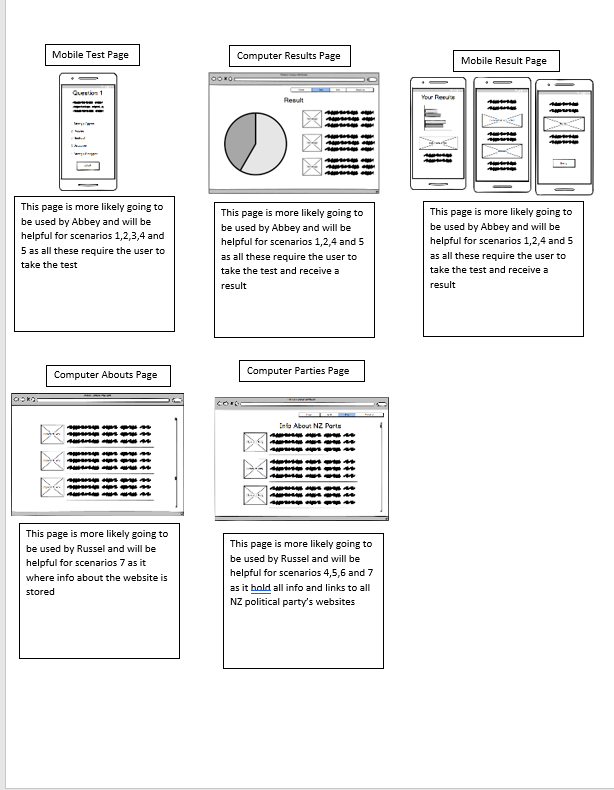 Mobile Test Page
Computer Results Page
Mobile Result Page
Question 1
Result
Your Results
This page is more likely going to
be used by Abbey and will be
helpful for scenarios 1,2,3,4 and
5 as all these require the user to
take the test
This page is more likely going to
be used by Abbey and will be
helpful for scenarios 1,2,4 and 5
as all these require the user to
take the test and receive a
result
This page is more likely going to
be used by Abbey and will be
helpful for scenarios 1,2,4 and 5
as all these require the user to
take the test and receive a
result
Computer Abouts Page
Computer Parties Page
Info About NZ Parts
This page is more likely going to
be used by Russel and will be
helpful for scenarios 7 as it
where info about the website is
stored
This page is more likely going to
be used by Russel and will be
helpful for scenarios 4,5,6 and 7
as it hold all info and links to all
NZ political party's websites